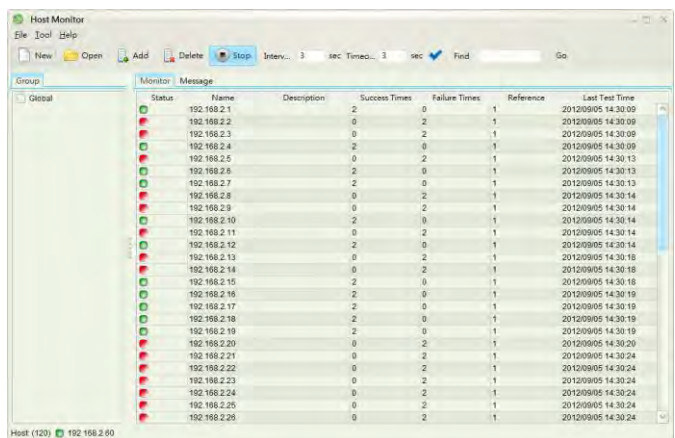 Host Monitor
File Tool Help
New Open Add Delete Stop Interv... 3 sec Timeo... 3 sec Find Go
Group Monitor Message
Global
Status Name Description Success Times Failure Times Reference Last Test Time
192.168.2.1 2 0 1 2012/09/05 14:30:09
192.168.2.2 0 2 1 2012/09/05 14:30:09
192.168.2.3 0 2 1 2012/09/05 14:30:09
192.168.2.4 2 0 1 2012/09/05 14:30:09
192.168.2.5 0 2 1 2012/09/05 14:30:13
192.168.2.6 2 0 1 2012/09/05 14:30:13
192.168.2.7 2 0 1 2012/09/05 14:30:13
192.168.2.8 0 2 1 2012/09/05 14:30:14
192.168.2.9 0 2 1 2012/09/05 14:30:14
192.168.2.10 2 0 1 2012/09/05 14:30:14
192.168.2.11 0 2 1 2012/09/05 14:30:14
192.168.2.12 2 0 1 2012/09/05 14:30:14
192.168.2.13 0 2 1 2012/09/05 14:30:18
192.168.2.14 0 2 1 2012/09/05 14:30:18
192.168.2.15 2 0 1 2012/09/05 14:30:18
192.168.2.16 2 0 1 2012/09/05 14:30:19
192.168.2.17 2 0 1 2012/09/05 14:30:19
192.168.2.18 2 0 1 2012/09/05 14:30:19
192.168.2.19 2 0 1 2012/09/05 14:30:19
192.168.2.20 0 2 1 2012/09/05 14:30:20
192.168.2.21 0 2 1 2012/09/05 14:30:24
192.168.2.22 0 2 1 2012/09/05 14:30:24
192.168.2.23 0 2 1 2012/09/05 14:30:24
192.168.2.24 0 2 1 2012/09/05 14:30:24
192.168.2.25 0 2 1 2012/09/05 14:30:24
192.168.2.26 0 2 1 2012/09/05 14:30:24
Host: (120) 192.168.2.60